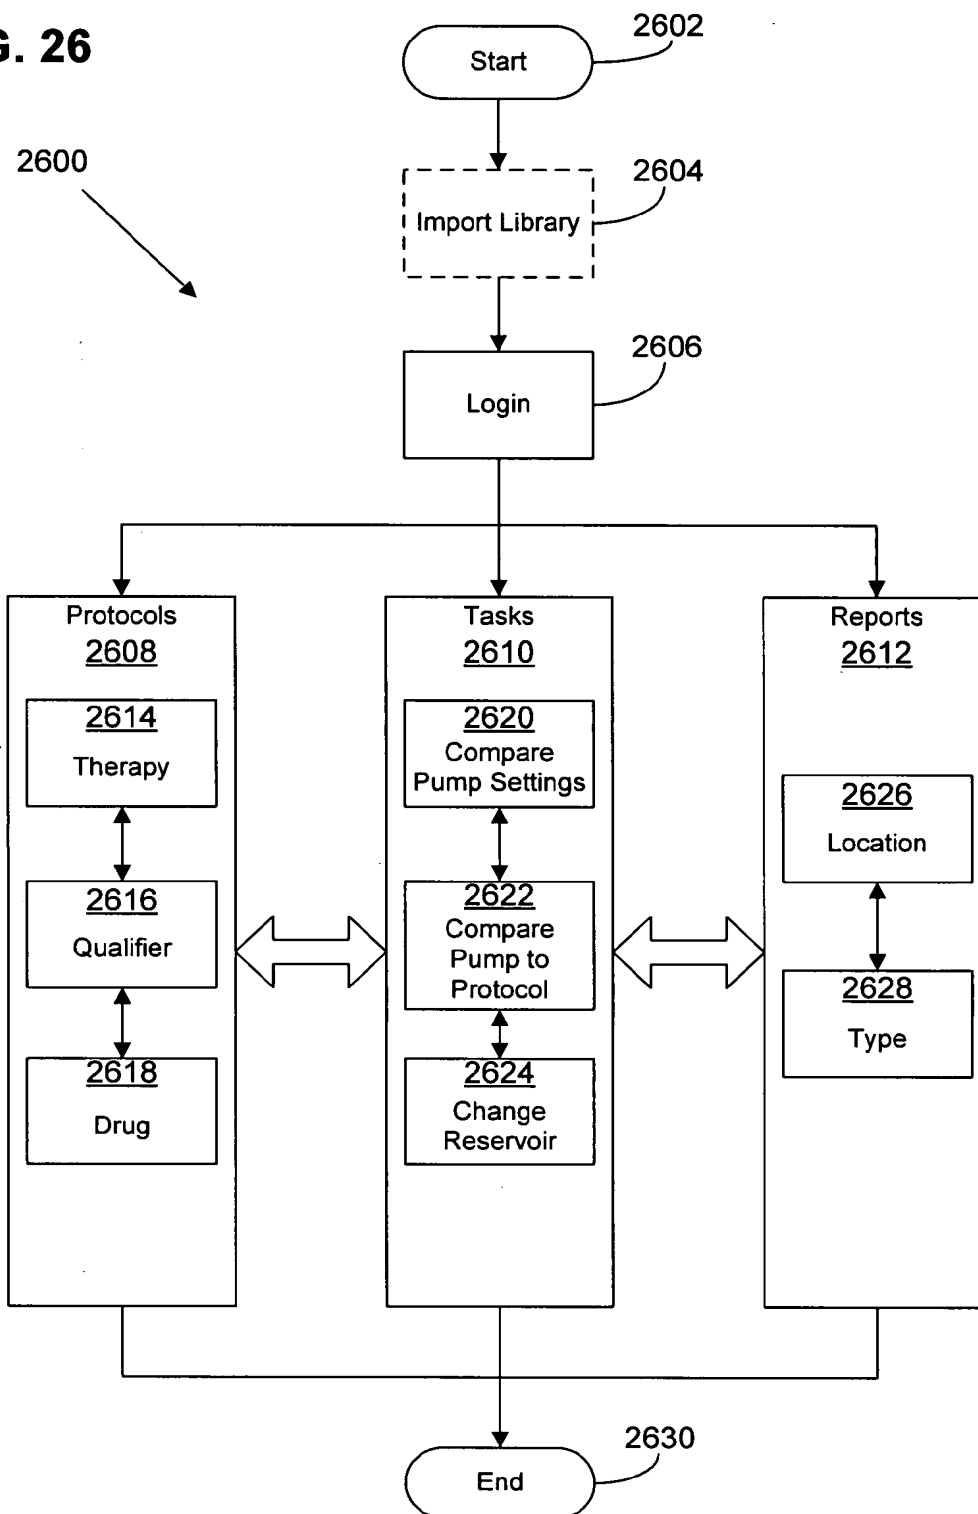 G. 26
2602
Start
2600
2604
Import Library
2606
Login
Protocols
2608
2614
Therapy
2616
Qualifier
2618
Drug
Tasks
2610
2620
Compare
Pump Settings
2622
Compare
Pump to
Protocol
2624
Change
Reservoir
Reports
2612
2626
Location
2628
Type
2630
End